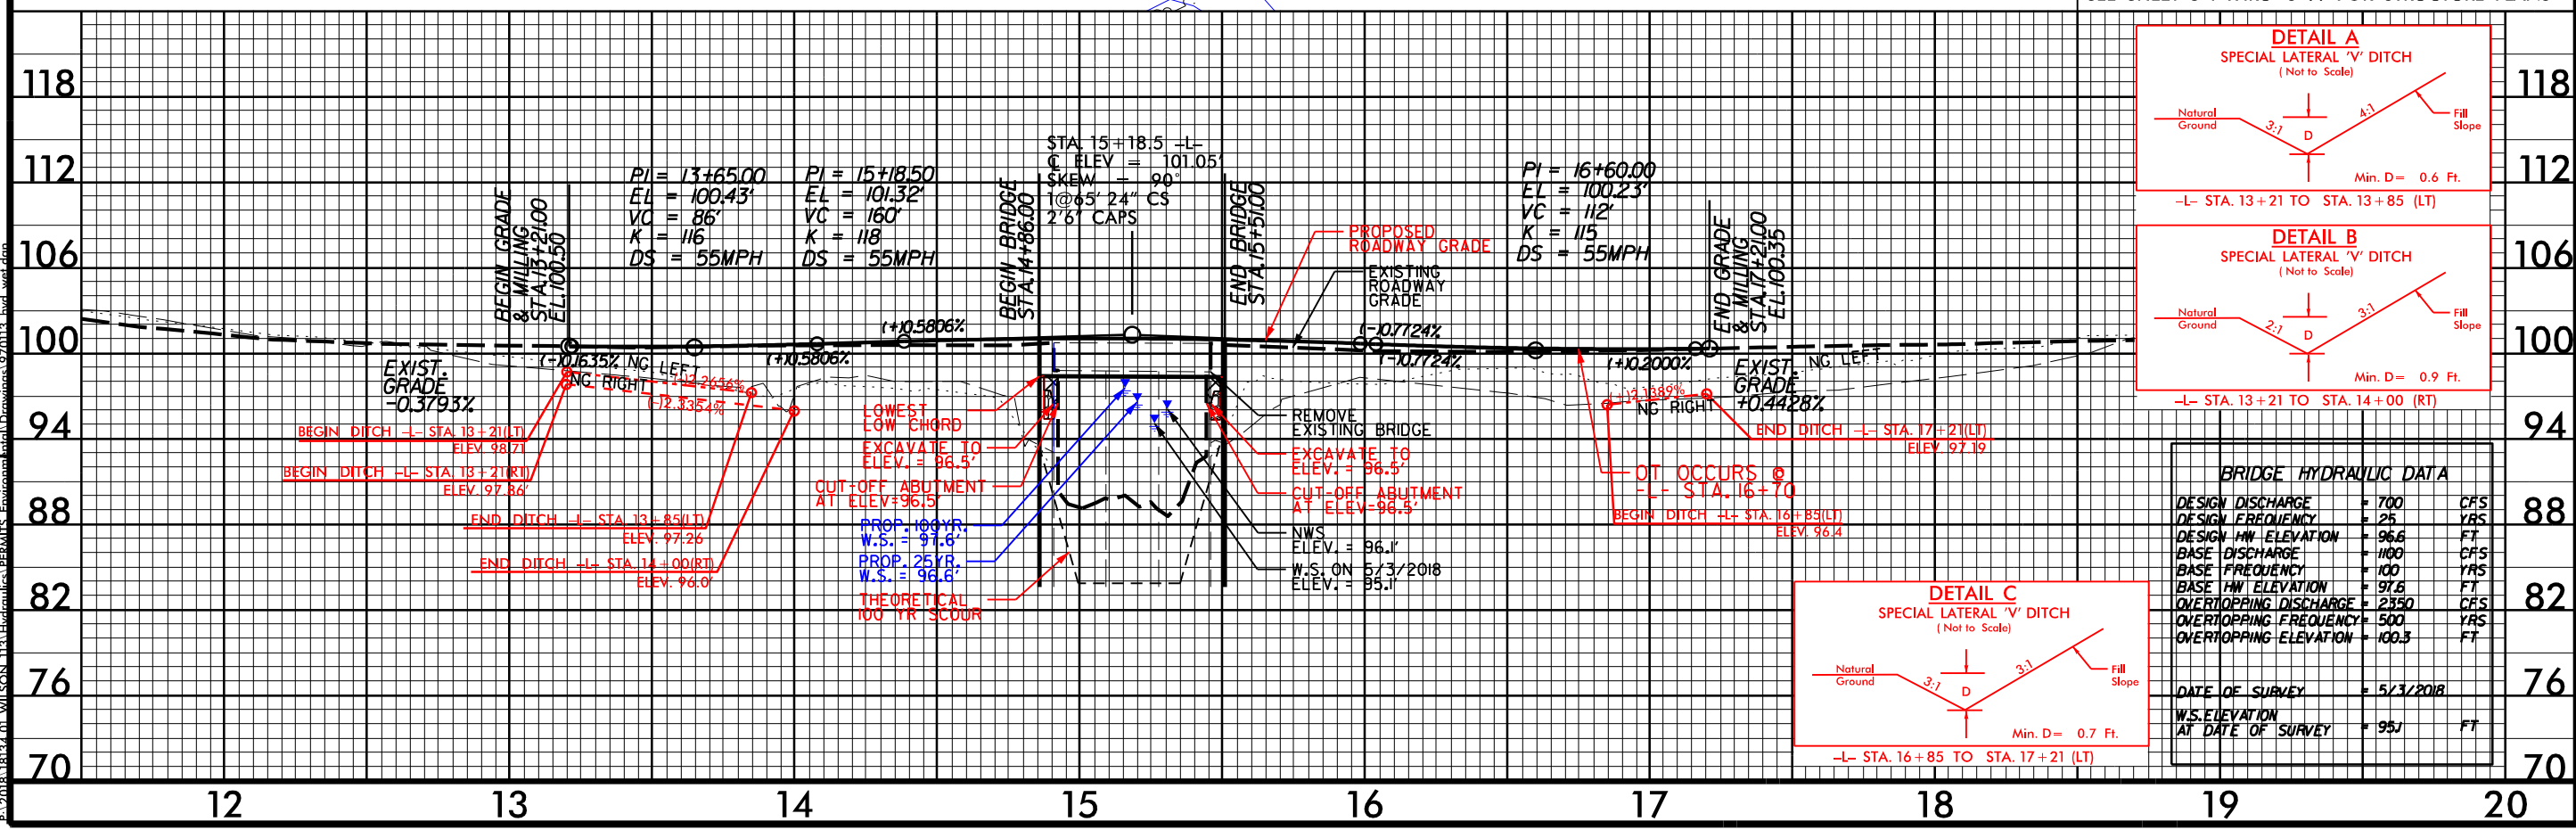 118
112
106
100
94
88
82
76
70
BEGIN GRADE
& MILLING
STA.13+21.00
EL.100.50
PI = 13+65.00
EL = 100.43'
VC = 86'
K = 116
DS = 55MPH
PI = 15+18.50
EL = 101.32'
VC = 160'
K = 118
DS = 55MPH
BEGIN BRIDGE
STA.14+86.00
STA. 15+18.5 -L-
℄ ELEV = 101.05'
SKEW = 90°
1@65' 24" CS
2'6" CAPS
END BRIDGE
STA.15+51.00
PROPOSED
ROADWAY GRADE
EXISTING
ROADWAY
GRADE
PI = 16+60.00
EL = 100.23'
VC = 112'
K = 115
DS = 55MPH
END GRADE
& MILLING
STA.17+21.00
EL.100.35
(-)0.1635%
(+)0.5806%
(+)0.5806%
(-)0.7724%
(-)0.7724%
(+)0.2000%
EXIST.
GRADE
-0.3793%
NG LEFT
NG RIGHT
(-)2.2656%
(-)2.3354%
BEGIN DITCH -L- STA. 13+21(LT)
ELEV. 98.71
BEGIN DITCH -L- STA. 13+21(RT)
ELEV. 97.86'
END DITCH -L- STA. 13+85(LT)
ELEV. 97.26
END DITCH -L- STA. 14+00(RT)
ELEV. 96.0'
LOWEST
LOW CHORD
EXCAVATE TO
ELEV. = 96.5'
CUT-OFF ABUTMENT
AT ELEV=96.5'
PROP. 100YR.
W.S. = 97.6'
PROP. 25YR.
W.S. = 96.6'
THEORETICAL
100 YR SCOUR
REMOVE
EXISTING BRIDGE
EXCAVATE TO
ELEV. = 96.5'
CUT-OFF ABUTMENT
AT ELEV.=96.5'
NWS
ELEV. = 96.1'
W.S. ON 5/3/2018
ELEV. = 95.1'
EXIST.
GRADE
+0.4428%
NG LEFT
NG RIGHT
(+)2.1389%
END DITCH -L- STA. 17+21(LT)
ELEV. 97.19
OT OCCURS @
-L- STA. 16+70
BEGIN DITCH -L- STA. 16+85(LT)
ELEV. 96.4
DETAIL A
SPECIAL LATERAL 'V' DITCH
( Not to Scale)
Natural
Ground
3:1
D
4:1
Fill
Slope
Min. D= 0.6 Ft.
-L- STA. 13+21 TO STA. 13+85 (LT)
DETAIL B
SPECIAL LATERAL 'V' DITCH
( Not to Scale)
Natural
Ground
2:1
D
3:1
Fill
Slope
Min. D= 0.9 Ft.
-L- STA. 13+21 TO STA. 14+00 (RT)
DETAIL C
SPECIAL LATERAL 'V' DITCH
( Not to Scale)
Natural
Ground
3:1
D
3:1
Fill
Slope
Min. D= 0.7 Ft.
-L- STA. 16+85 TO STA. 17+21 (LT)
BRIDGE HYDRAULIC DATA
DESIGN DISCHARGE = 700 CFS
DESIGN FREQUENCY = 25 YRS
DESIGN HW ELEVATION = 96.6 FT
BASE DISCHARGE = 1100 CFS
BASE FREQUENCY = 100 YRS
BASE HW ELEVATION = 97.6 FT
OVERTOPPING DISCHARGE = 2350 CFS
OVERTOPPING FREQUENCY = 500 YRS
OVERTOPPING ELEVATION = 100.3 FT
DATE OF SURVEY = 5/3/2018
W.S.ELEVATION
AT DATE OF SURVEY = 95.1 FT
118
112
106
100
94
88
82
76
70
12 13 14 15 16 17 18 19 20